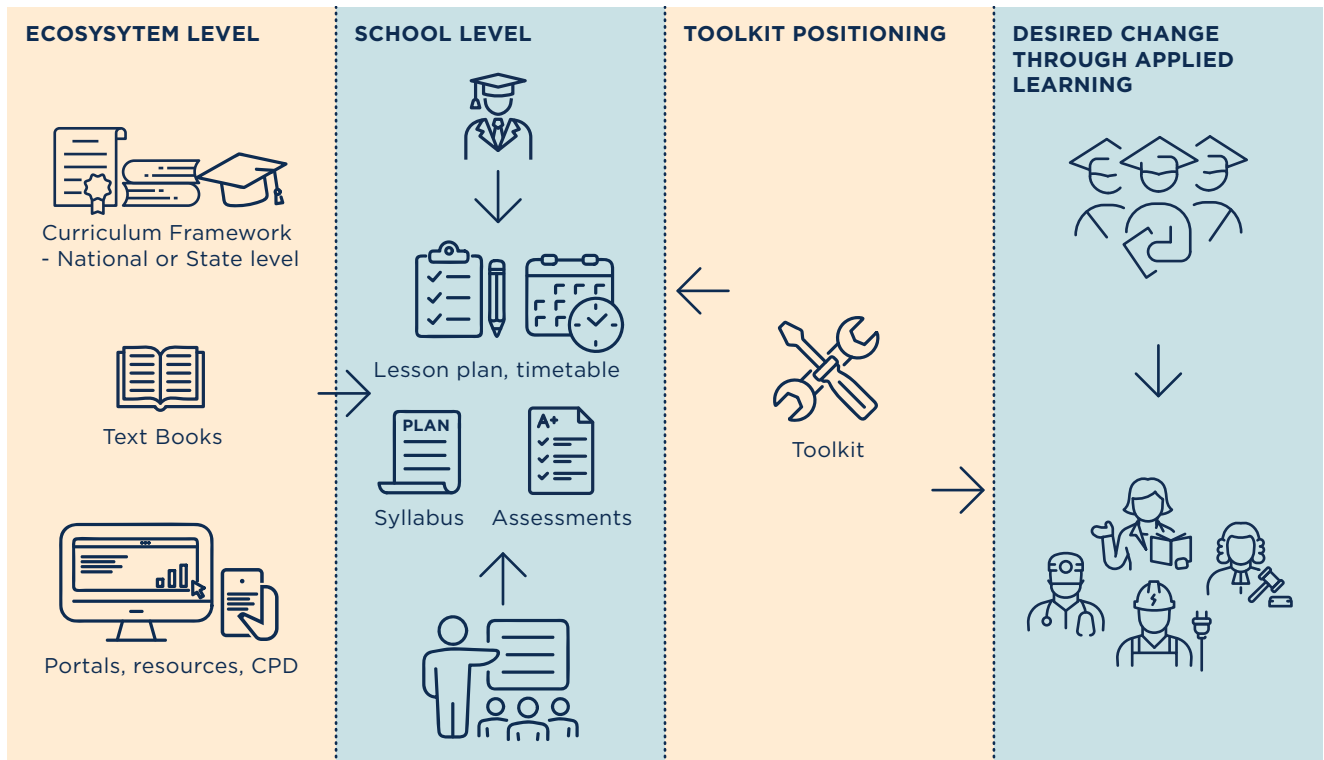 ECOSYSYTEM LEVEL
Curriculum Framework
- National or State level
Text Books
Portals, resources, CPD
SCHOOL LEVEL
Lesson plan, timetable
PLAN
Syllabus
A+
Assessments
TOOLKIT POSITIONING
Toolkit
DESIRED CHANGE
THROUGH APPLIED
LEARNING